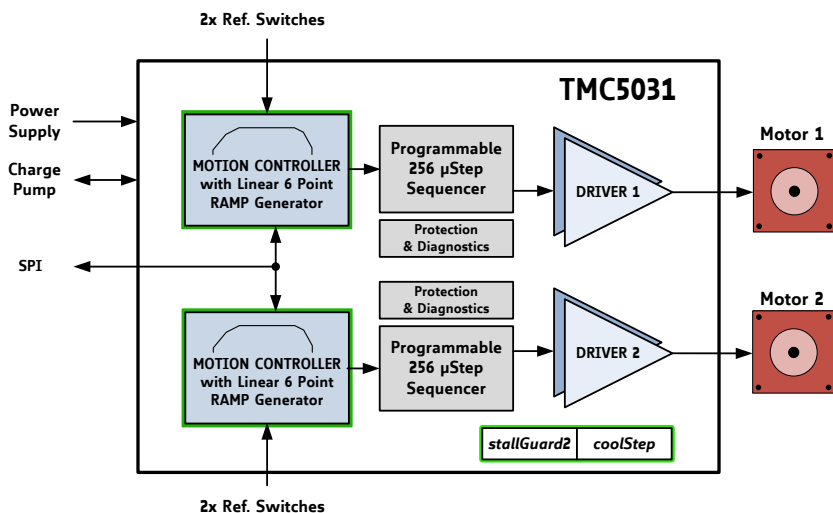 2x Ref. Switches
TMC5031
Power
Supply
Charge
Pump
SPI
MOTION CONTROLLER
with Linear 6 Point
RAMP Generator
Programmable
256 µStep
Sequencer
Protection
& Diagnostics
DRIVER 1
Motor 1
Protection
& Diagnostics
MOTION CONTROLLER
with Linear 6 Point
RAMP Generator
Programmable
256 µStep
Sequencer
DRIVER 2
Motor 2
stallGuard2
coolStep
2x Ref. Switches